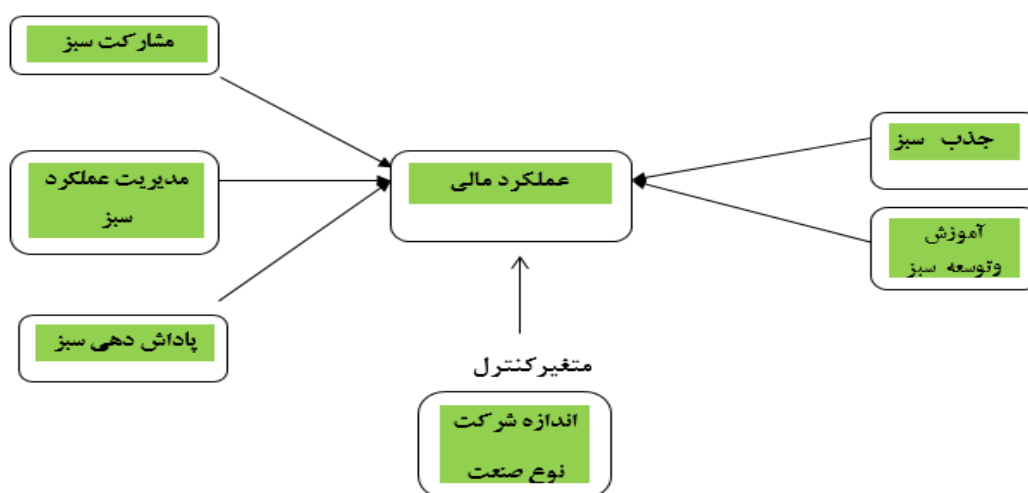 مشارکت سبز
جذب سبز
مدیریت عملکرد
سبز
عملکرد مالی
آموزش
وتوسعه سبز
پاداش دهی سبز
متغیرکنترل
اندازه شرکت
نوع صنعت